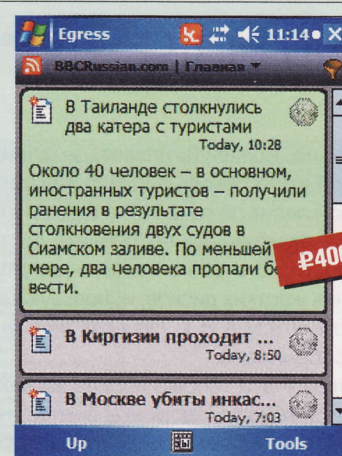 Egress 11:14
BBCRussian.com | Главная
В Таиланде столкнулись
два катера с туристами
Today, 10:28
Около 40 человек – в основном,
иностранных туристов – получили
ранения в результате
столкновения двух судов в
Сиамском заливе. По меньшей
мере, два человека пропали
вести.
₽400
В Киргизии проходит ...
Today, 8:50
В Москве убиты инкас...
Today, 7:03
Up Tools